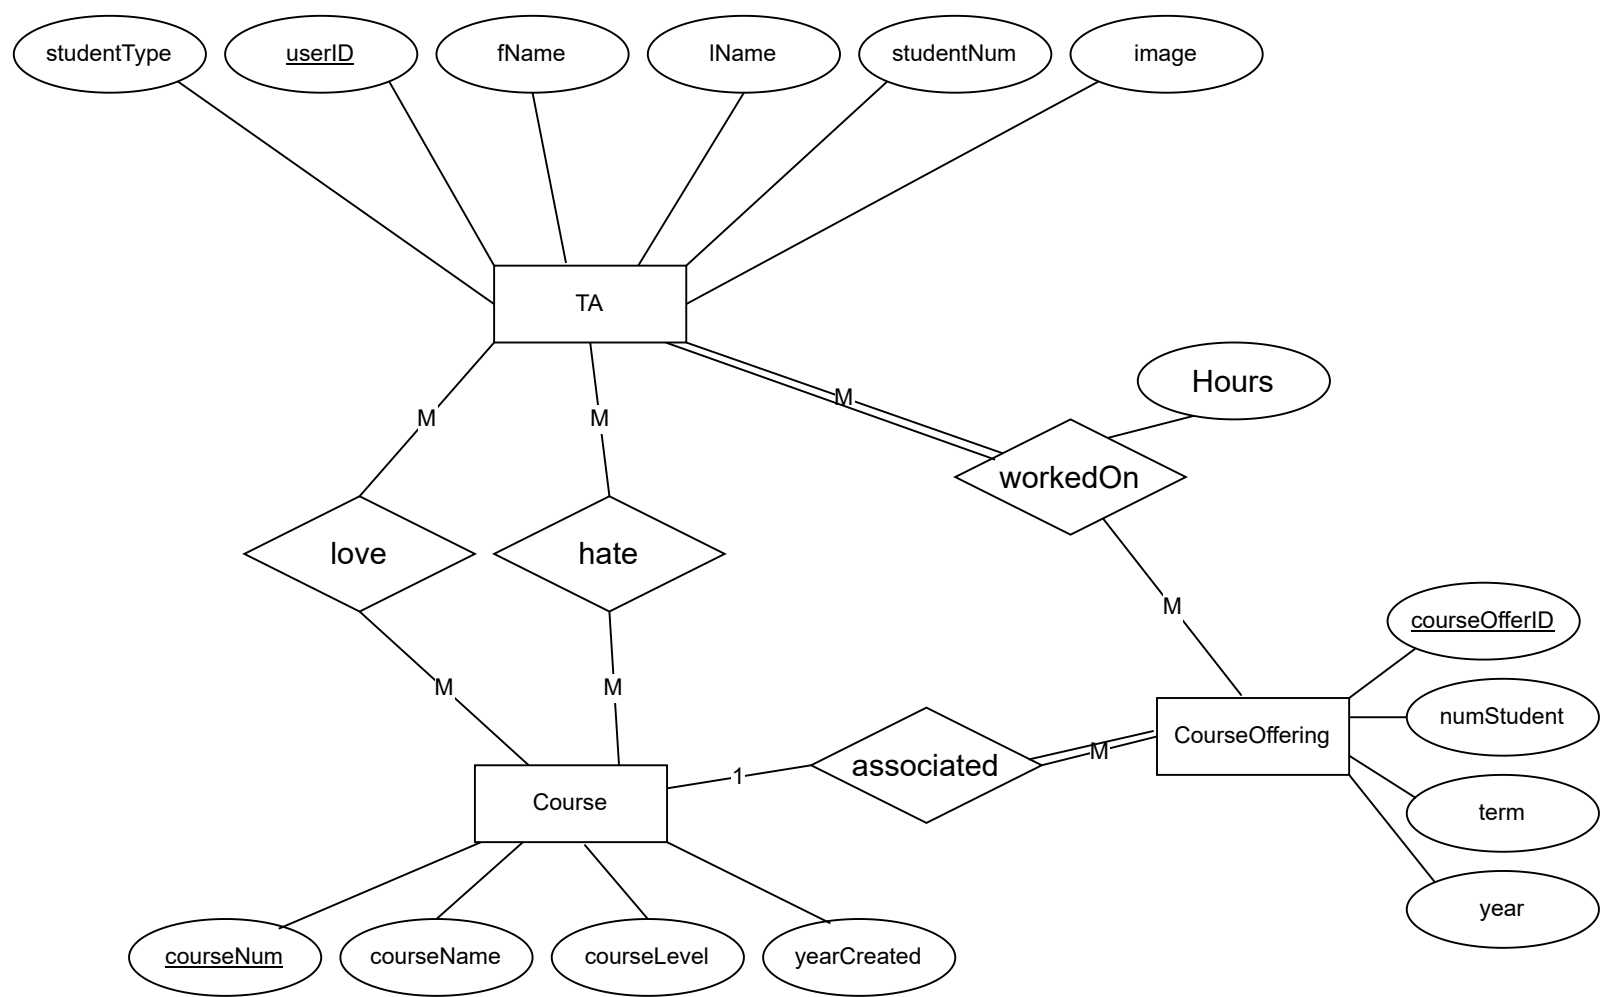 studentType
userID
fName
lName
studentNum
image
TA
Hours
M
M
M
workedOn
love
hate
M
courseOfferID
M
M
numStudent
CourseOffering
M
associated
1
Course
term
year
courseNum
courseName
courseLevel
yearCreated